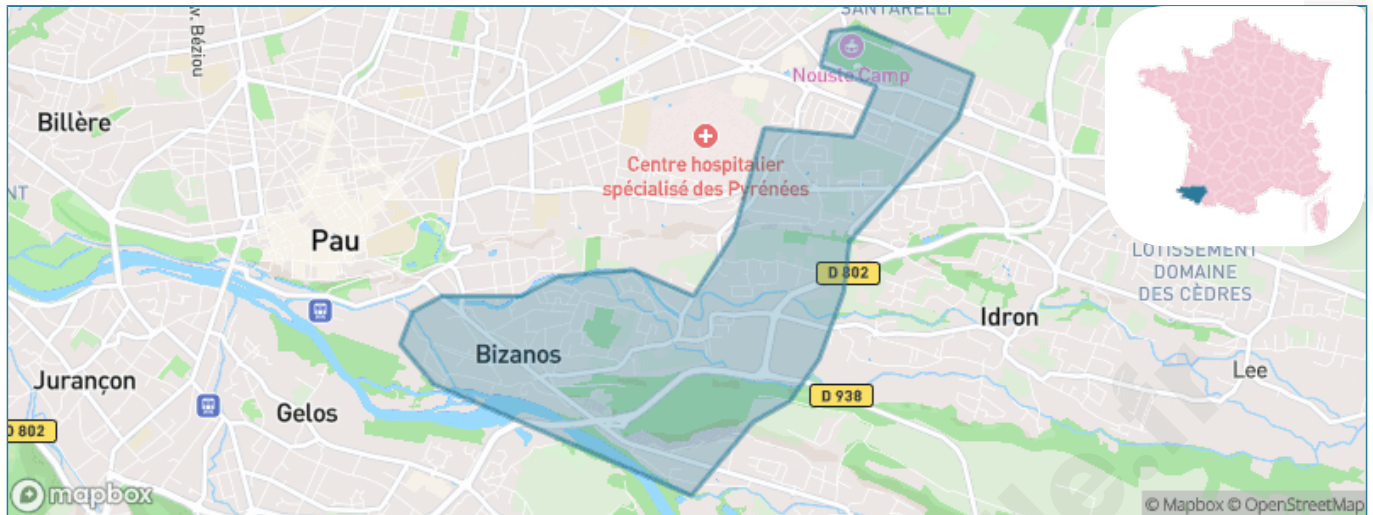 SANTARELLI
w. Béziou
Nouste Camp
Billère
Centre hospitalier
spécialisé des Pyrénées
Pau
LOTISSEMENT
DOMAINE
DES CÈDRES
D 802
Idron
Bizanos
Lee
Jurançon
D 938
Gelos
D 802
mapbox
© Mapbox © OpenStreetMap